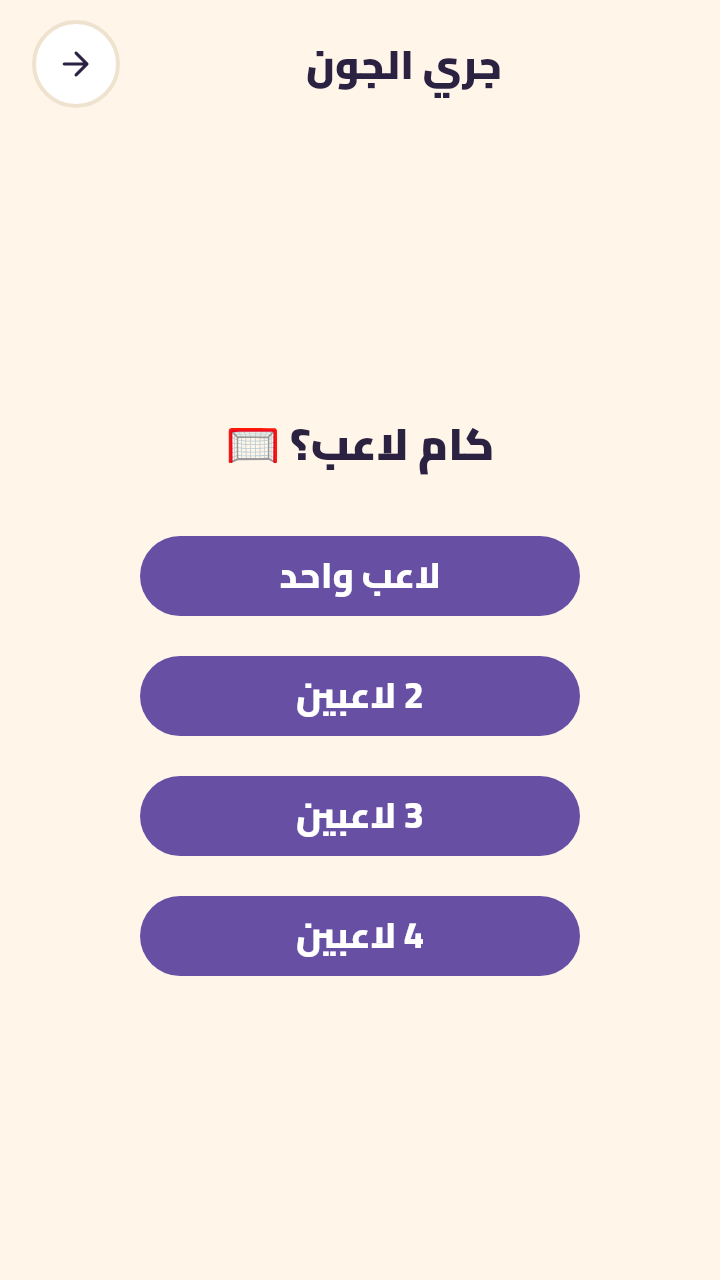 جري الجون
كام لاعب؟ 🥅
لاعب واحد
2 لاعبين
3 لاعبين
4 لاعبين